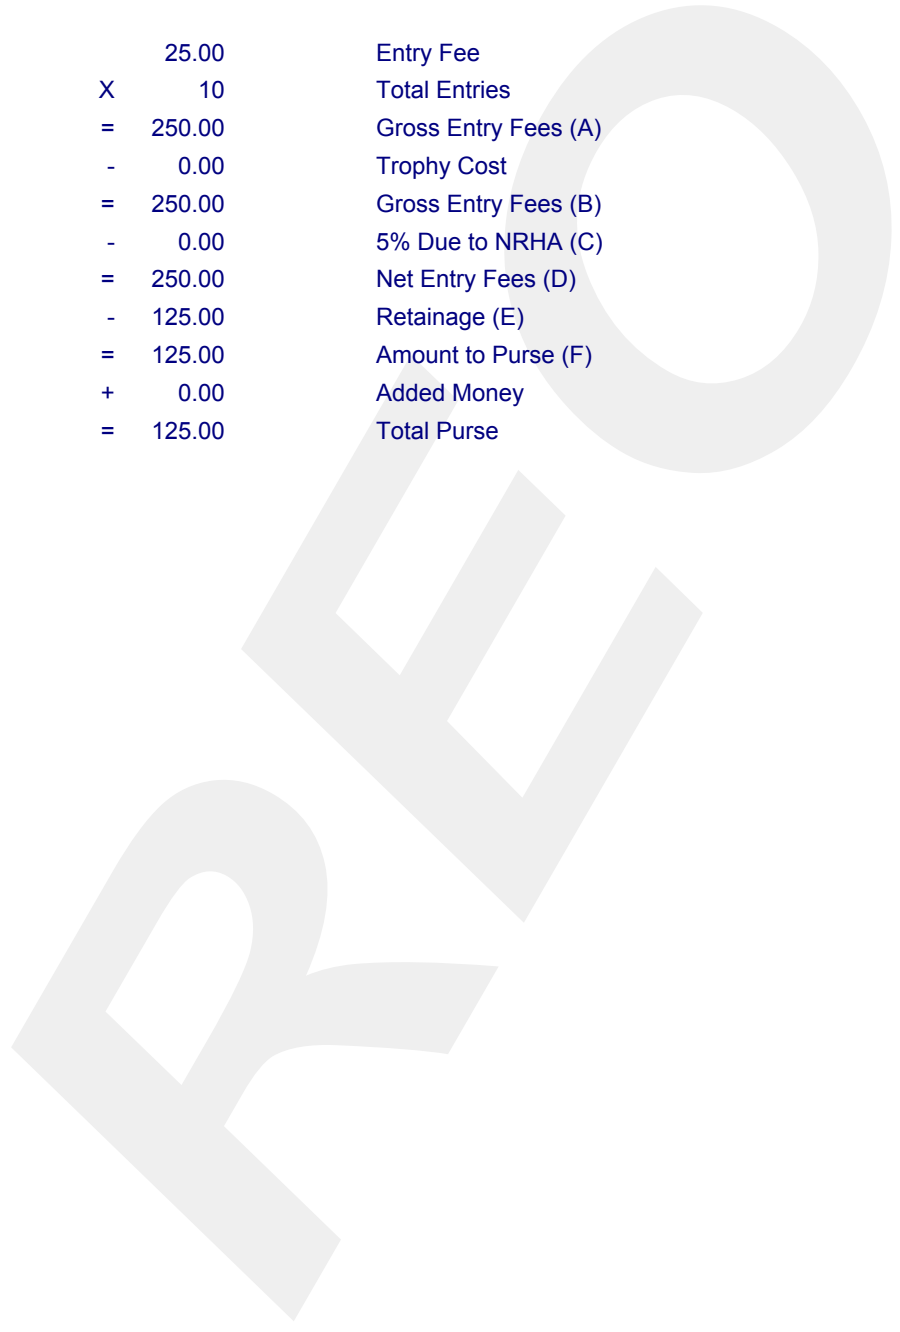 25.00 Entry Fee
X 10 Total Entries
= 250.00 Gross Entry Fees (A)
- 0.00 Trophy Cost
= 250.00 Gross Entry Fees (B)
- 0.00 5% Due to NRHA (C)
= 250.00 Net Entry Fees (D)
- 125.00 Retainage (E)
= 125.00 Amount to Purse (F)
+ 0.00 Added Money
= 125.00 Total Purse
REO